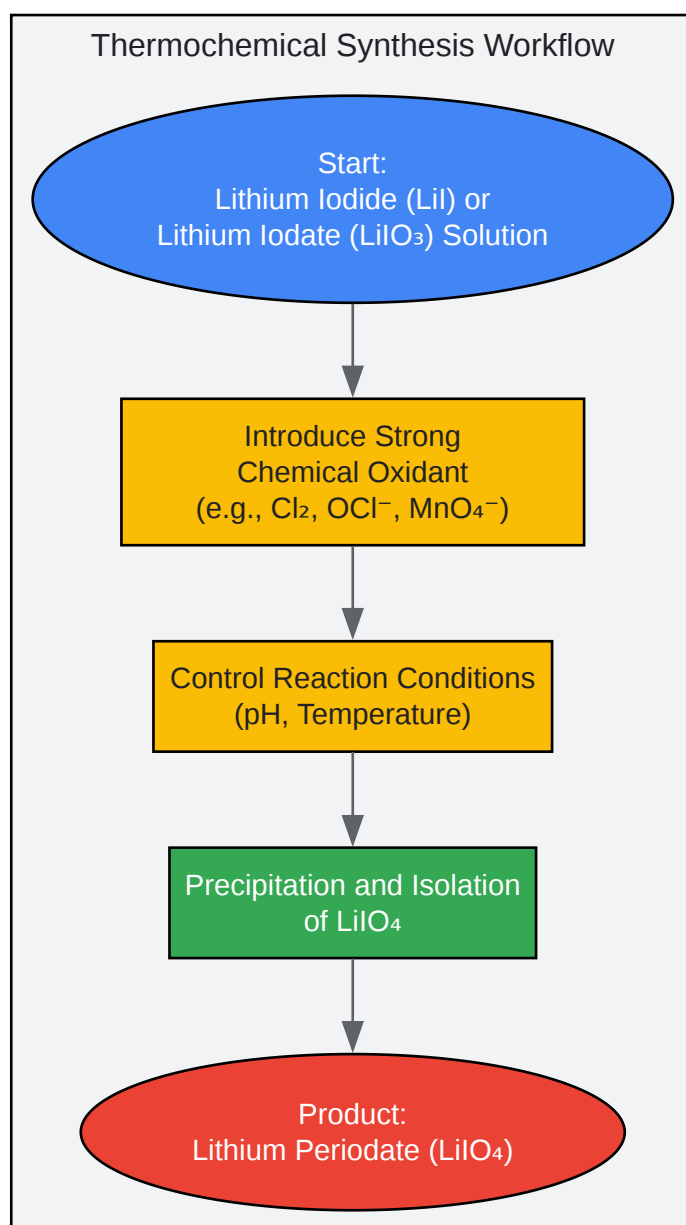 Thermochemical Synthesis Workflow
Start:
Lithium Iodide (LiI) or
Lithium Iodate (LiIO₃) Solution
Introduce Strong
Chemical Oxidant
(e.g., Cl₂, OCl⁻, MnO₄⁻)
Control Reaction Conditions
(pH, Temperature)
Precipitation and Isolation
of LiIO₄
Product:
Lithium Periodate (LiIO₄)